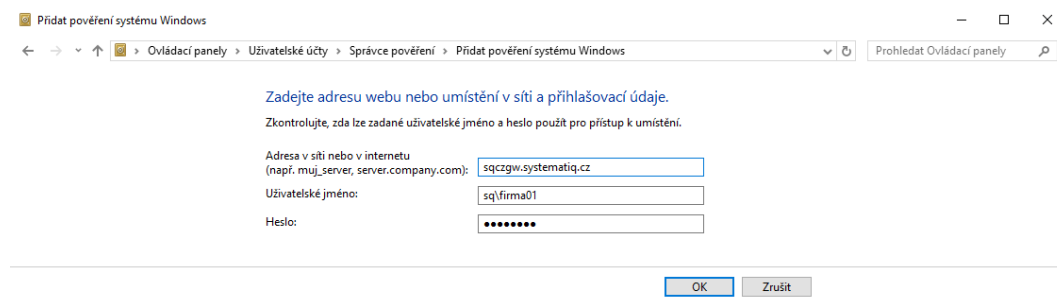 Přidat pověření systému Windows
Ovládací panely > Uživatelské účty > Správce pověření > Přidat pověření systému Windows
Prohledat Ovládací panely
Zadejte adresu webu nebo umístění v síti a přihlašovací údaje.
Zkontrolujte, zda lze zadané uživatelské jméno a heslo použít pro přístup k umístění.
Adresa v síti nebo v internetu
(např. muj_server, server.company.com): sqczgw.systematiq.cz
Uživatelské jméno: sq\firma01
Heslo: ●●●●●●●●
OK Zrušit